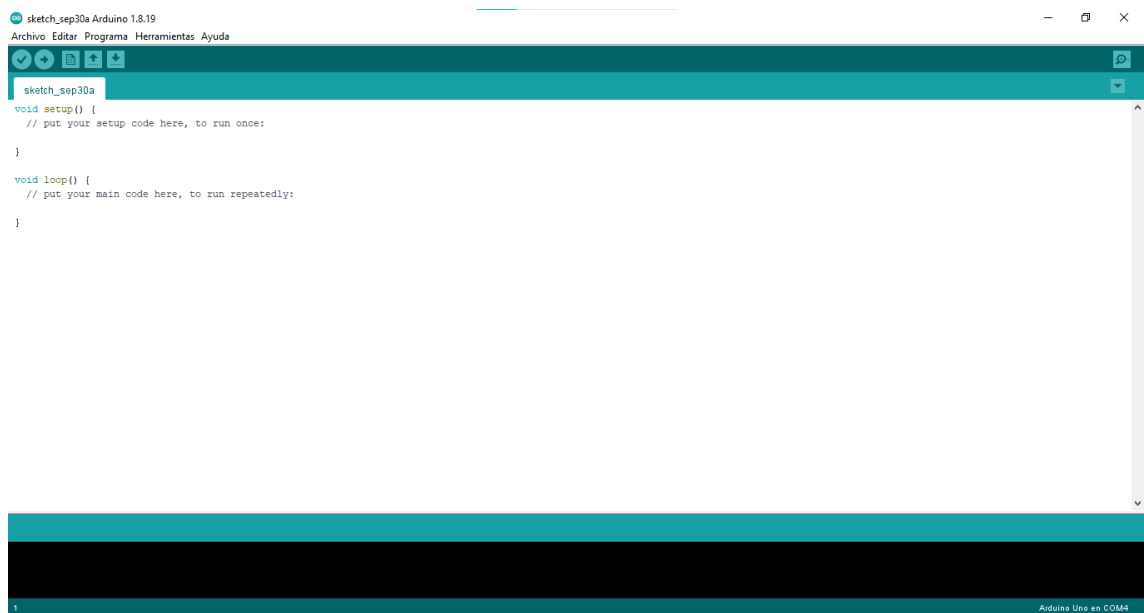 sketch_sep30a Arduino 1.8.19
Archivo Editar Programa Herramientas Ayuda
sketch_sep30a
void setup() {
  // put your setup code here, to run once:
}
void loop() {
  // put your main code here, to run repeatedly:
}
1
Arduino Uno en COM4